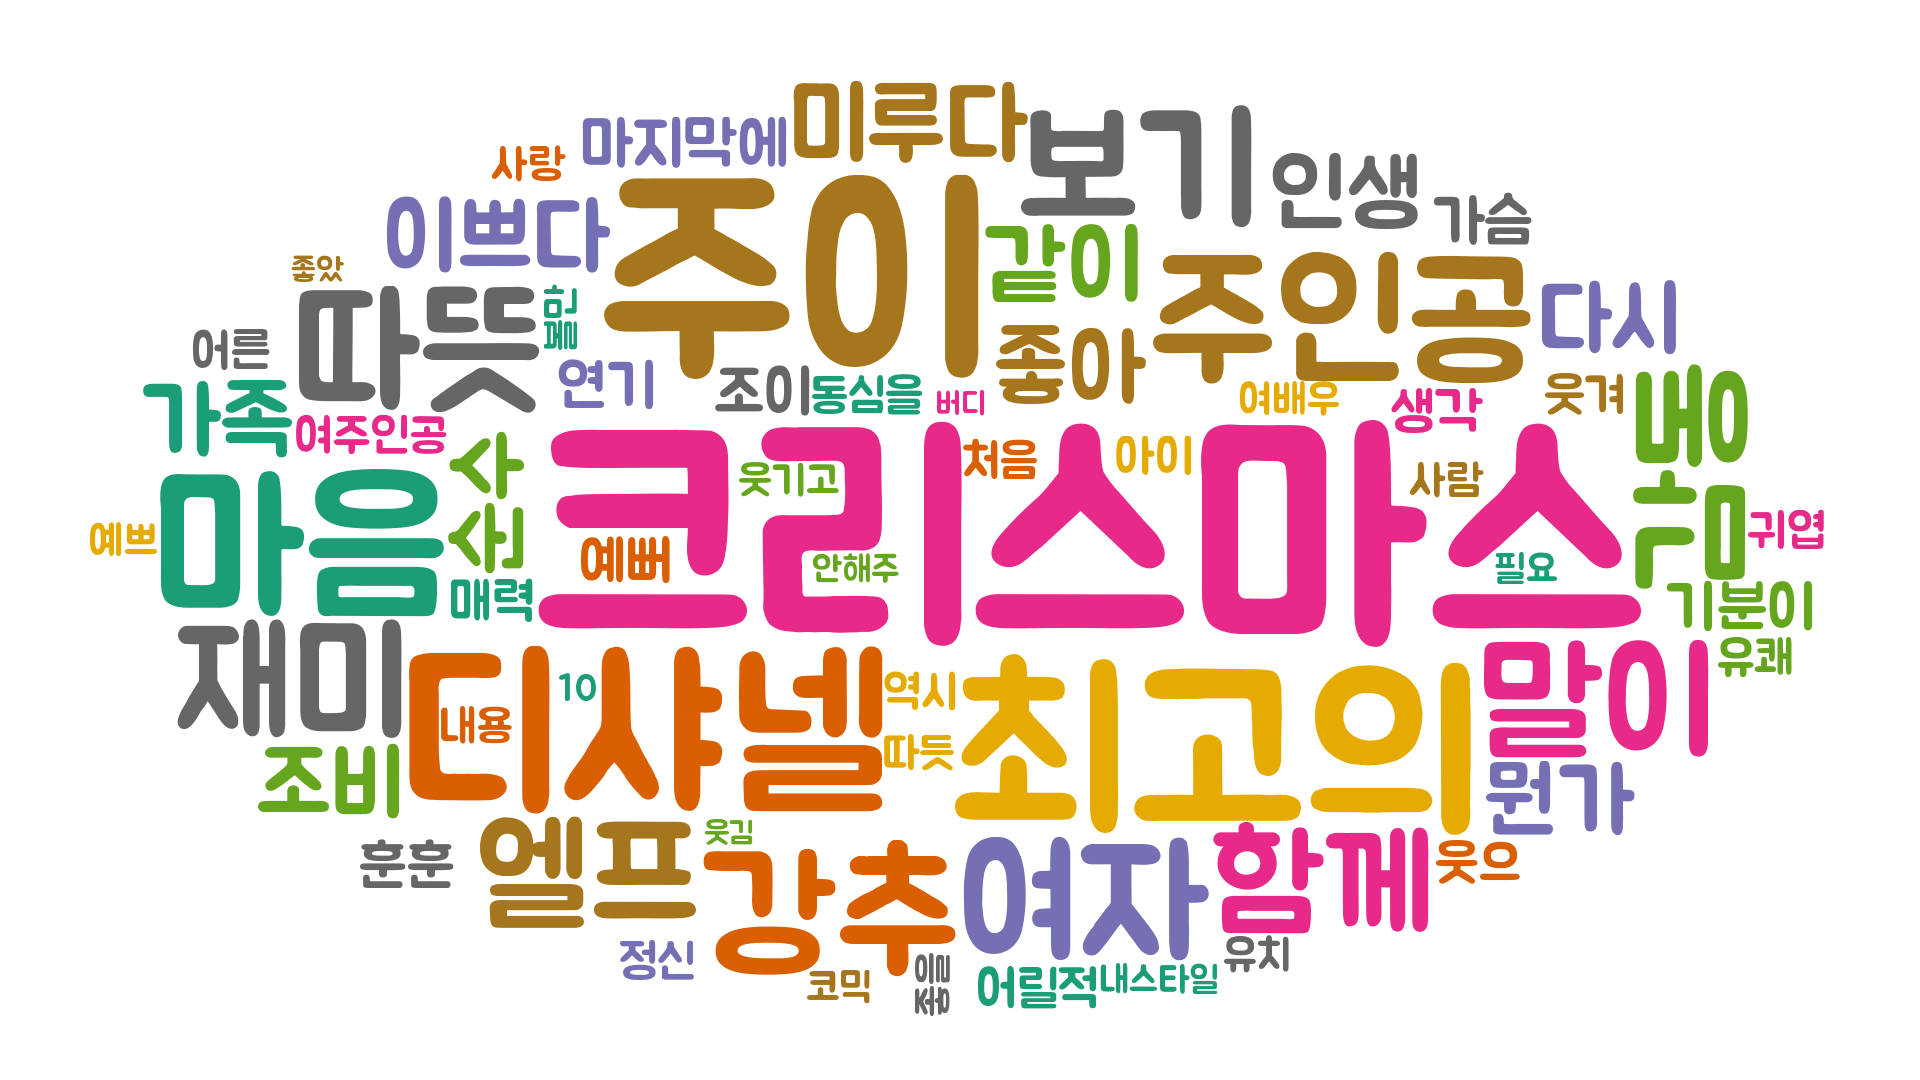 미루다
마지막에
보기
사랑
인생
주이
이쁘다
가슴
같이
주인공
좋았
따뜻
다시
어른
좋아
연기
조이
동심을
버디
여배우
생각
웃겨
가족
여주인공
뽕
순수
크리스마스
처음
아이
웃기고
사람
마음
예쁘
예뻐
안해주
필요
감동
귀엽
매력
기분이
유쾌
재미
디샤넬
10
내용
역시
따듯
최고의
말이
조비
뭔가
엘프
웃김
훈훈
강추
여자
함께
웃으
정신
코믹
좋을
어릴적
내스타일
유치